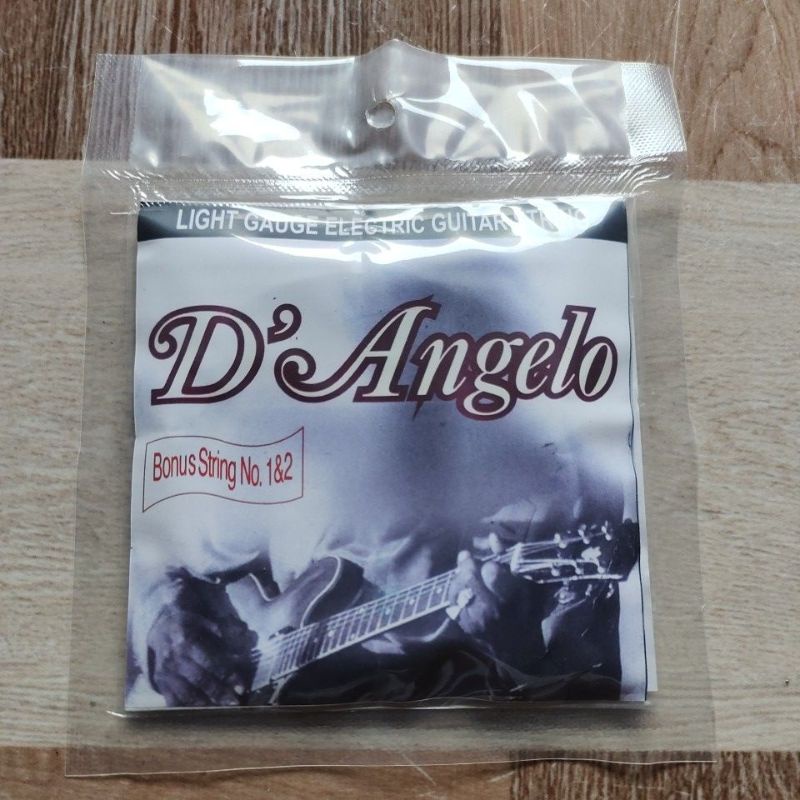 LIGHT GAUGE ELECTRIC GUITAR
D'Angelo
Bonus String No. 1&2